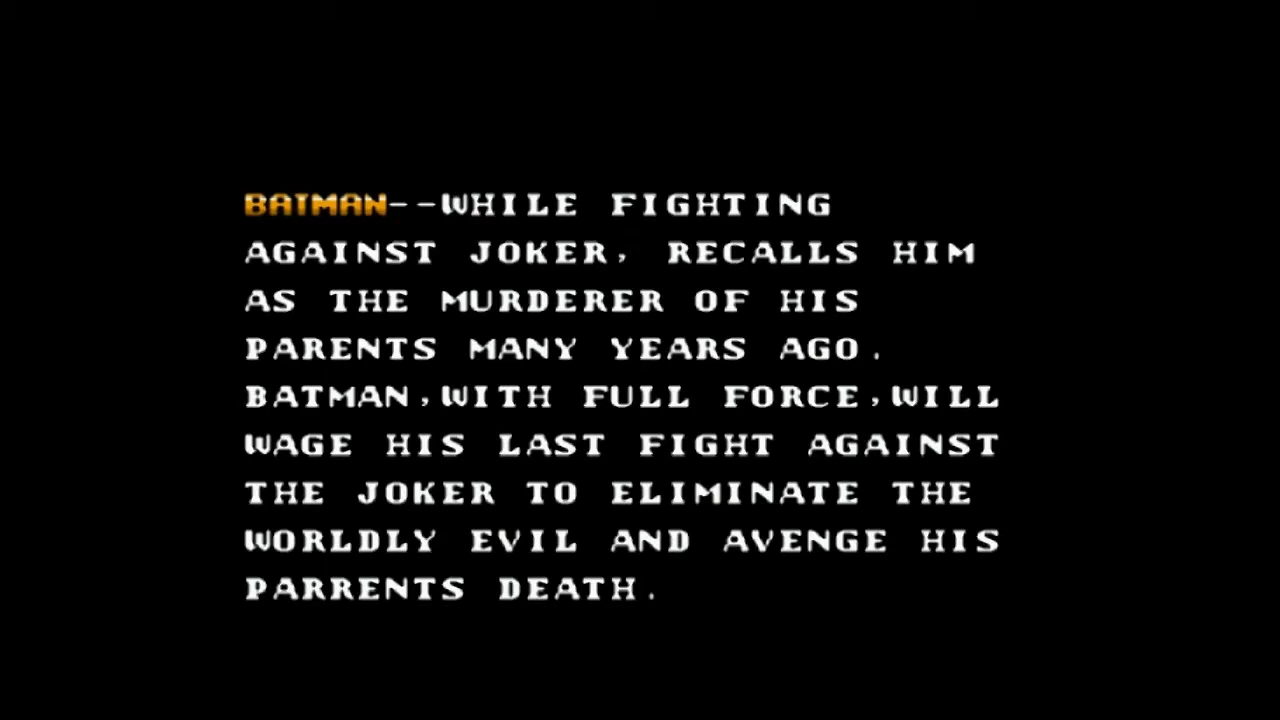 BATMAN--WHILE FIGHTING
AGAINST JOKER, RECALLS HIM
AS THE MURDERER OF HIS
PARENTS MANY YEARS AGO.
BATMAN,WITH FULL FORCE,WILL
WAGE HIS LAST FIGHT AGAINST
THE JOKER TO ELIMINATE THE
WORLDLY EVIL AND AVENGE HIS
PARRENTS DEATH.